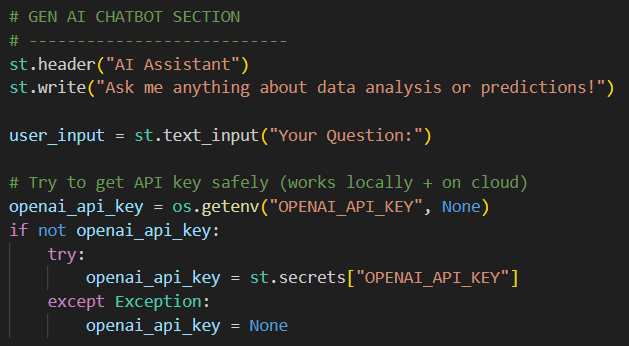 # GEN AI CHATBOT SECTION
# ---------------------------
st.header("AI Assistant")
st.write("Ask me anything about data analysis or predictions!")
user_input = st.text_input("Your Question:")
# Try to get API key safely (works locally + on cloud)
openai_api_key = os.getenv("OPENAI_API_KEY", None)
if not openai_api_key:
    try:
        openai_api_key = st.secrets["OPENAI_API_KEY"]
    except Exception:
        openai_api_key = None